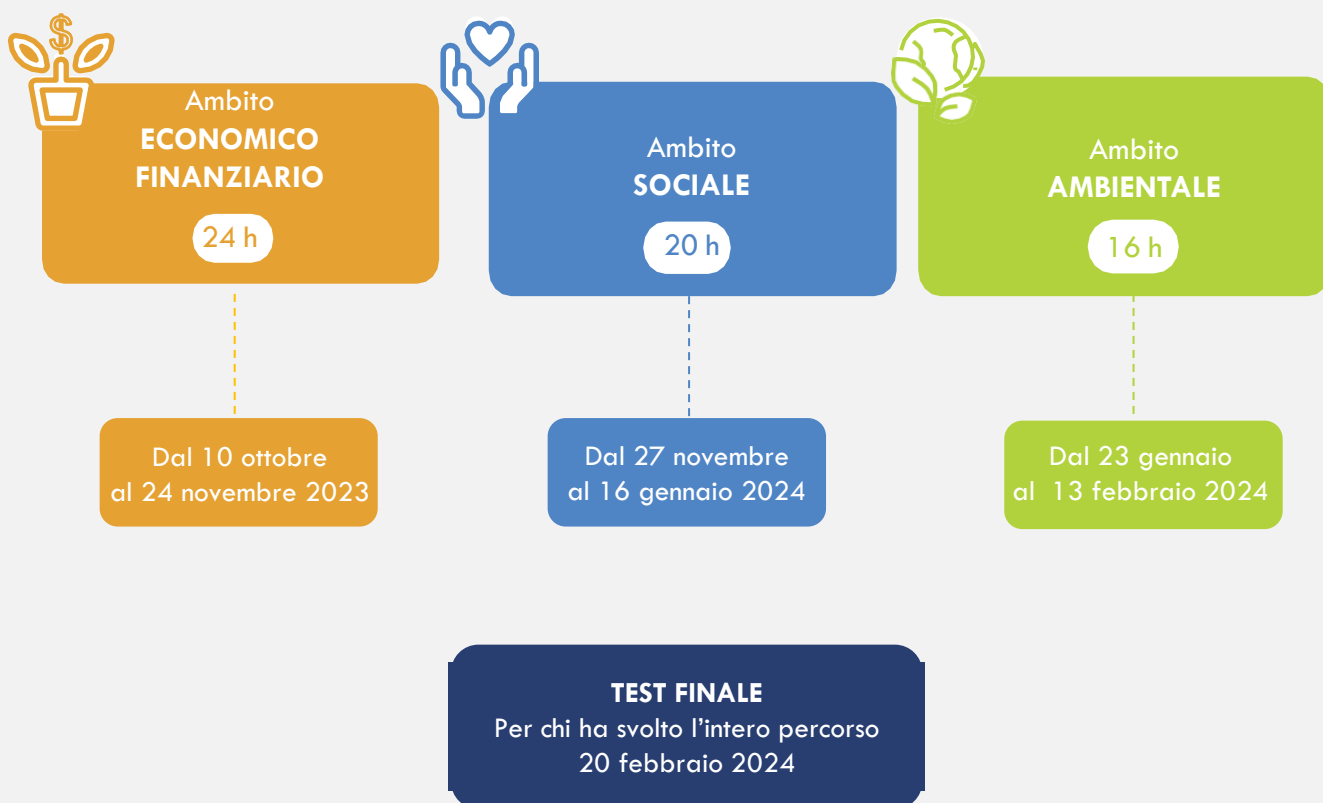 Ambito
ECONOMICO
FINANZIARIO
24 h
Ambito
SOCIALE
20 h
Ambito
AMBIENTALE
16 h
Dal 10 ottobre
al 24 novembre 2023
Dal 27 novembre
al 16 gennaio 2024
Dal 23 gennaio
al 13 febbraio 2024
TEST FINALE
Per chi ha svolto l'intero percorso
20 febbraio 2024